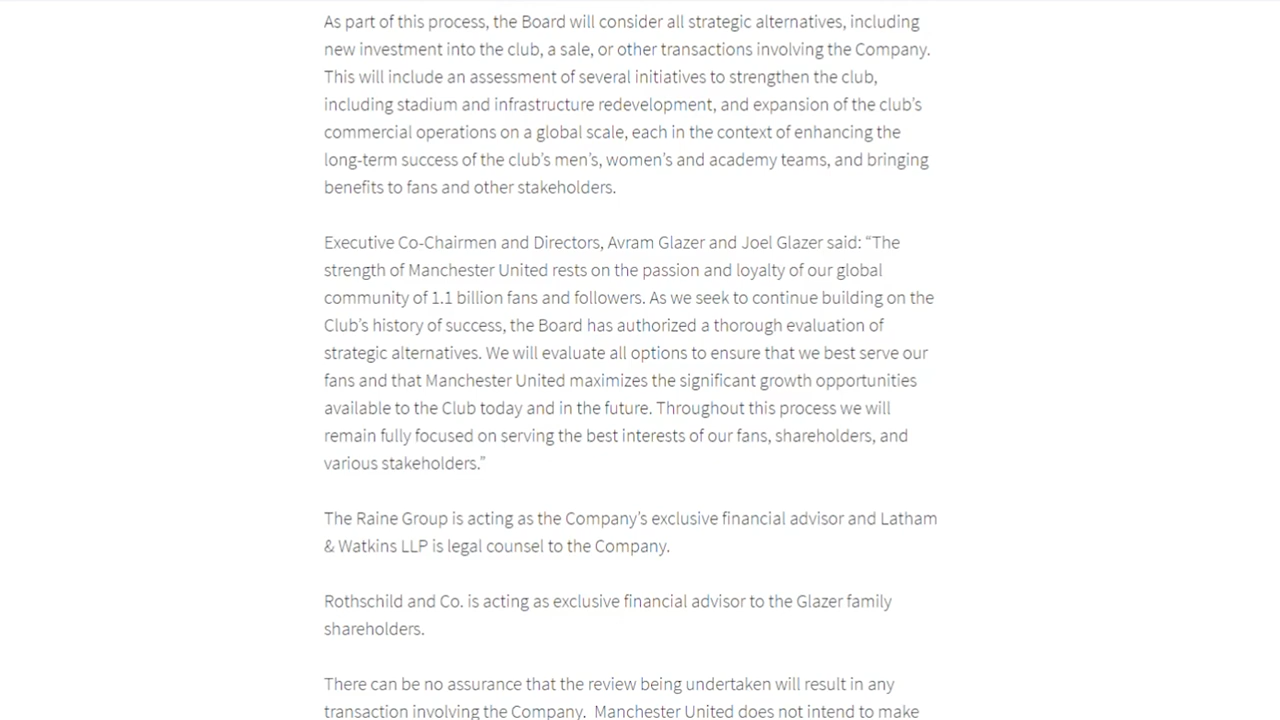 As part of this process, the Board will consider all strategic alternatives, including
new investment into the club, a sale, or other transactions involving the Company.
This will include an assessment of several initiatives to strengthen the club,
including stadium and infrastructure redevelopment, and expansion of the club’s
commercial operations on a global scale, each in the context of enhancing the
long-term success of the club’s men’s, women’s and academy teams, and bringing
benefits to fans and other stakeholders.
Executive Co-Chairmen and Directors, Avram Glazer and Joel Glazer said: “The
strength of Manchester United rests on the passion and loyalty of our global
community of 1.1 billion fans and followers. As we seek to continue building on the
Club’s history of success, the Board has authorized a thorough evaluation of
strategic alternatives. We will evaluate all options to ensure that we best serve our
fans and that Manchester United maximizes the significant growth opportunities
available to the Club today and in the future. Throughout this process we will
remain fully focused on serving the best interests of our fans, shareholders, and
various stakeholders.”
The Raine Group is acting as the Company’s exclusive financial advisor and Latham
& Watkins LLP is legal counsel to the Company.
Rothschild and Co. is acting as exclusive financial advisor to the Glazer family
shareholders.
There can be no assurance that the review being undertaken will result in any
transaction involving the Company.  Manchester United does not intend to make